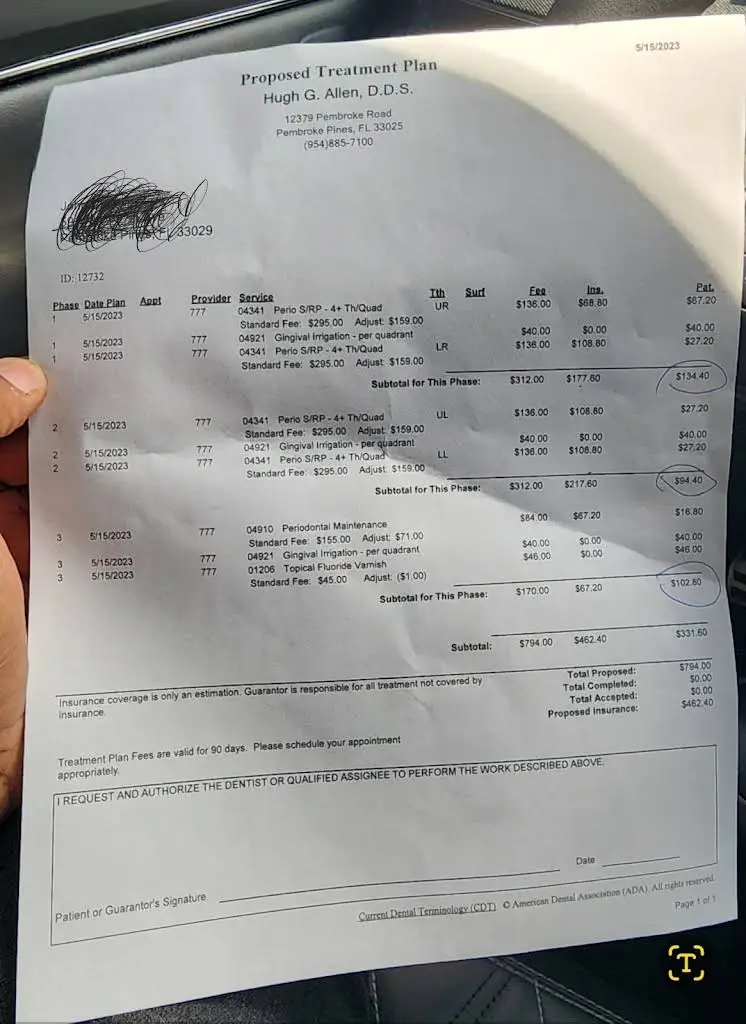 5/15/2023
Proposed Treatment Plan
Hugh G. Allen, D.D.S.
12379 Pembroke Road
Pembroke Pines, FL 33025
(954)885-7100
33029
ID: 12732
Phase Date Plan Appt Provider Service Tth Surf Fee Ins. Pat.
1 5/15/2023 777 04341 Perio S/RP - 4+ Th/Quad UR $136.00 $68.80 $67.20
Standard Fee: $295.00 Adjust: $159.00
1 5/15/2023 777 04921 Gingival Irrigation - per quadrant $40.00 $0.00 $40.00
1 5/15/2023 777 04341 Perio S/RP - 4+ Th/Quad LR $136.00 $108.80 $27.20
Standard Fee: $295.00 Adjust: $159.00
Subtotal for This Phase: $312.00 $177.60 $134.40
2 5/15/2023 777 04341 Perio S/RP - 4+ Th/Quad UL $136.00 $108.80 $27.20
Standard Fee: $295.00 Adjust: $159.00
2 5/15/2023 777 04921 Gingival Irrigation - per quadrant $40.00 $0.00 $40.00
2 5/15/2023 777 04341 Perio S/RP - 4+ Th/Quad LL $136.00 $108.80 $27.20
Standard Fee: $295.00 Adjust: $159.00
Subtotal for This Phase: $312.00 $217.60 $94.40
3 5/15/2023 777 04910 Periodontal Maintenance $84.00 $67.20 $16.80
Standard Fee: $155.00 Adjust: $71.00
3 5/15/2023 777 04921 Gingival Irrigation - per quadrant $40.00 $0.00 $40.00
3 5/15/2023 777 01206 Topical Fluoride Varnish $46.00 $0.00 $46.00
Standard Fee: $45.00 Adjust: ($1.00)
Subtotal for This Phase: $170.00 $67.20 $102.80
Subtotal: $794.00 $462.40 $331.60
Insurance coverage is only an estimation. Guarantor is responsible for all treatment not covered by
insurance.
Total Proposed: $794.00
Total Completed: $0.00
Total Accepted: $0.00
Proposed Insurance: $462.40
Treatment Plan Fees are valid for 90 days. Please schedule your appointment
appropriately.
I REQUEST AND AUTHORIZE THE DENTIST OR QUALIFIED ASSIGNEE TO PERFORM THE WORK DESCRIBED ABOVE.
Patient or Guarantor's Signature Date
Current Dental Terminology (CDT) © American Dental Association (ADA). All rights reserved.
Page 1 of 1